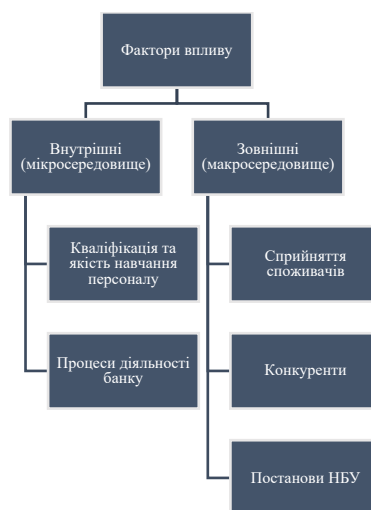 Фактори впливу
Внутрішні
(мікросередовище)
Зовнішні
(макросередовище)
Кваліфікація та
якість навчання
персоналу
Сприйняття
споживачів
Процеси діяльності
банку
Конкуренти
Постанови НБУ